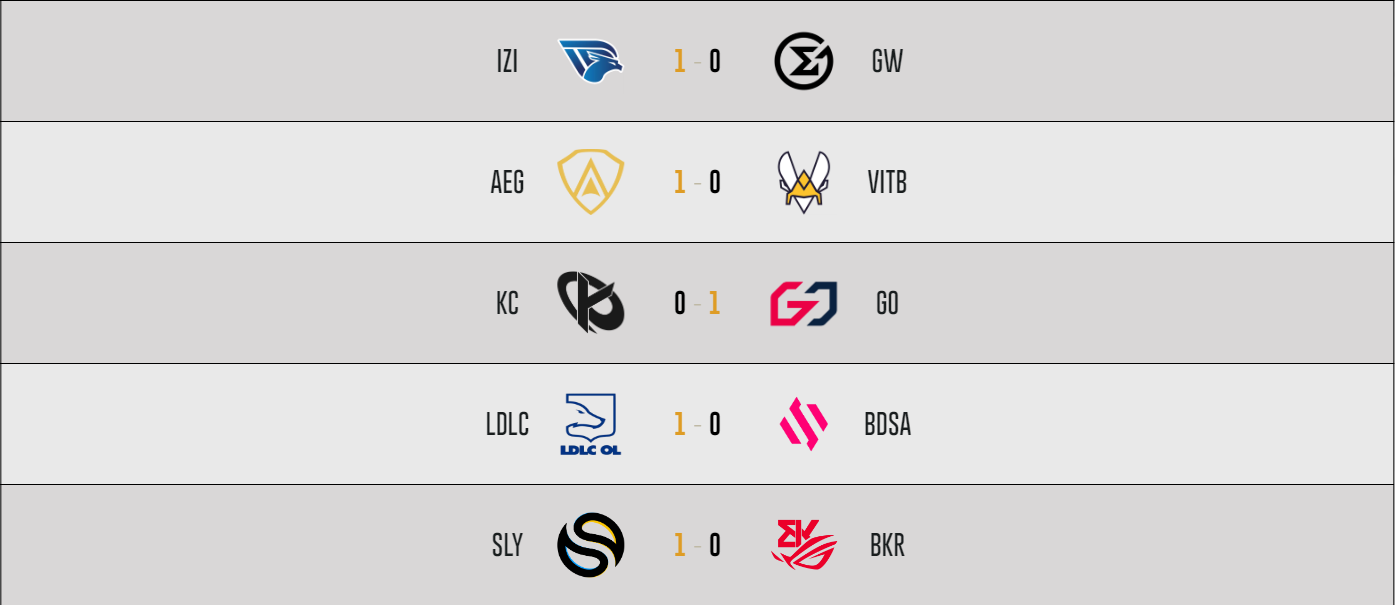 IZI 1 - 0 GW
AEG 1 - 0 VITB
KC 0 - 1 GO
LDLC LDLC OL 1 - 0 BDSA
SLY 1 - 0 BKR